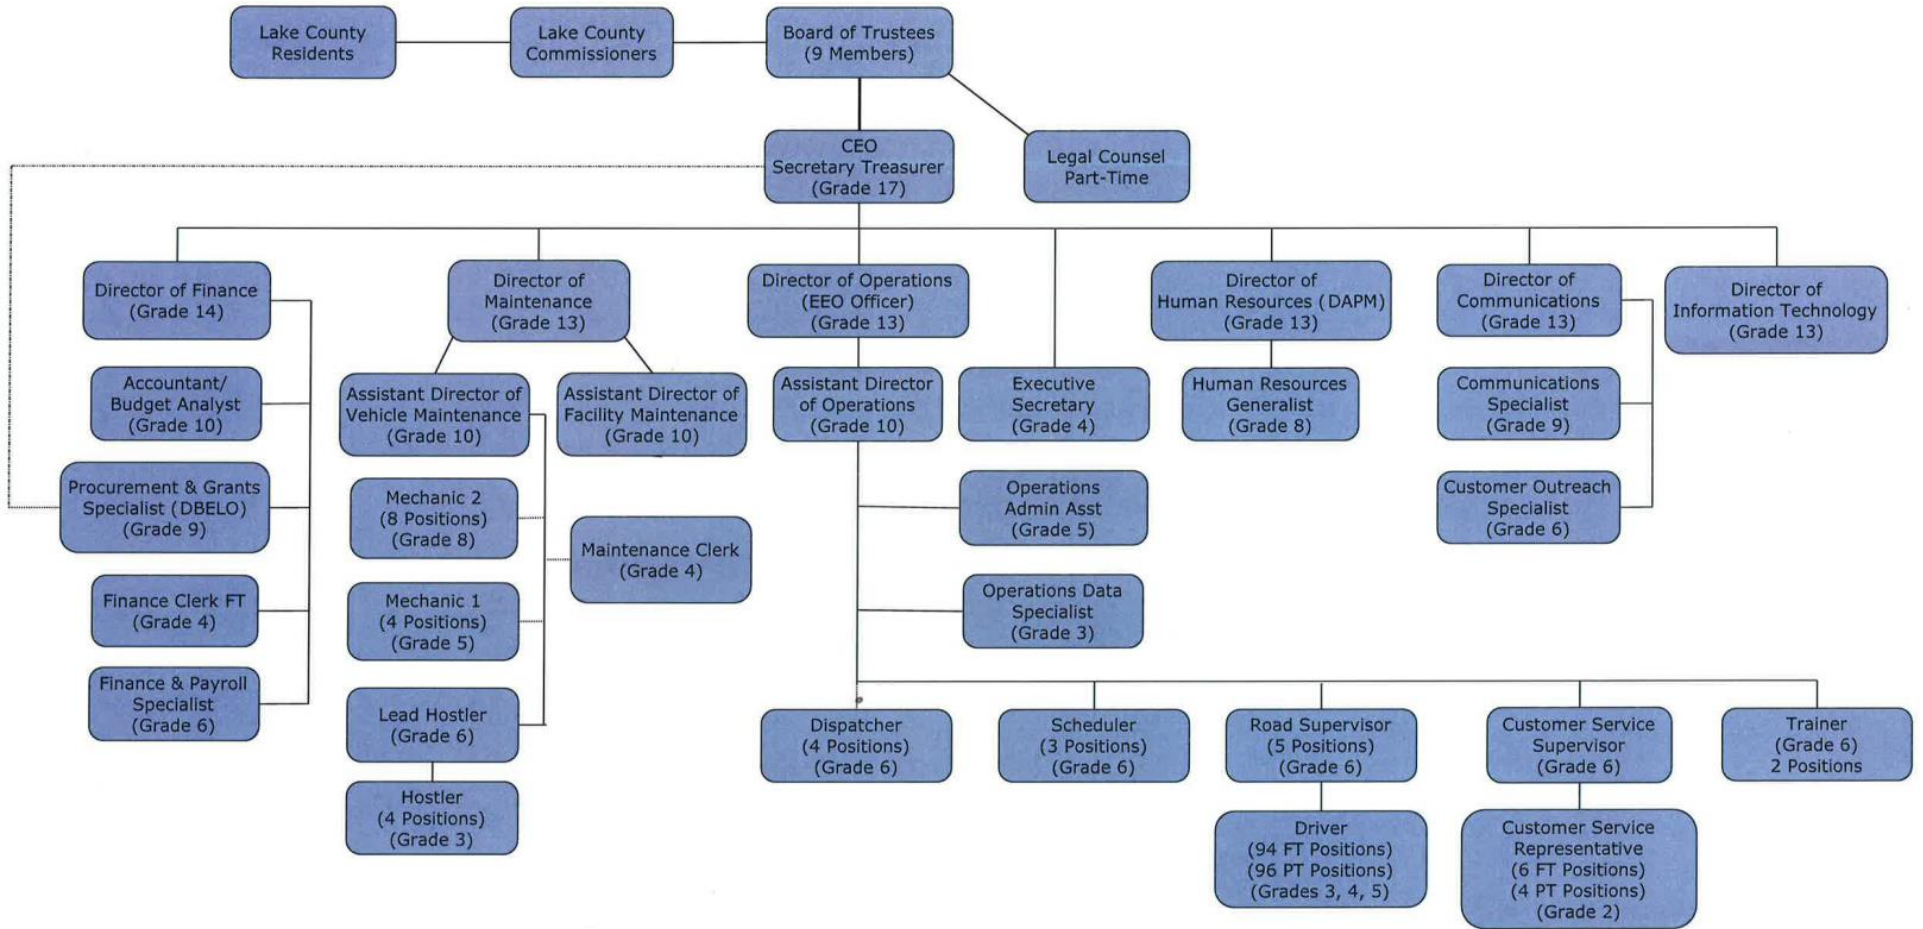 Lake County
Residents
Lake County
Commissioners
Board of Trustees
(9 Members)
CEO
Secretary Treasurer
(Grade 17)
Legal Counsel
Part-Time
Director of Finance
(Grade 14)
Director of
Maintenance
(Grade 13)
Director of Operations
(EEO Officer)
(Grade 13)
Director of
Human Resources (DAPM)
(Grade 13)
Director of
Communications
(Grade 13)
Director of
Information Technology
(Grade 13)
Accountant/
Budget Analyst
(Grade 10)
Assistant Director of
Vehicle Maintenance
(Grade 10)
Assistant Director of
Facility Maintenance
(Grade 10)
Assistant Director
of Operations
(Grade 10)
Executive
Secretary
(Grade 4)
Human Resources
Generalist
(Grade 8)
Communications
Specialist
(Grade 9)
Procurement & Grants
Specialist (DBELO)
(Grade 9)
Mechanic 2
(8 Positions)
(Grade 8)
Maintenance Clerk
(Grade 4)
Operations
Admin Asst
(Grade 5)
Customer Outreach
Specialist
(Grade 6)
Finance Clerk FT
(Grade 4)
Mechanic 1
(4 Positions)
(Grade 5)
Operations Data
Specialist
(Grade 3)
Finance & Payroll
Specialist
(Grade 6)
Lead Hostler
(Grade 6)
Dispatcher
(4 Positions)
(Grade 6)
Scheduler
(3 Positions)
(Grade 6)
Road Supervisor
(5 Positions)
(Grade 6)
Customer Service
Supervisor
(Grade 6)
Trainer
(Grade 6)
2 Positions
Hostler
(4 Positions)
(Grade 3)
Driver
(94 FT Positions)
(96 PT Positions)
(Grades 3, 4, 5)
Customer Service
Representative
(6 FT Positions)
(4 PT Positions)
(Grade 2)